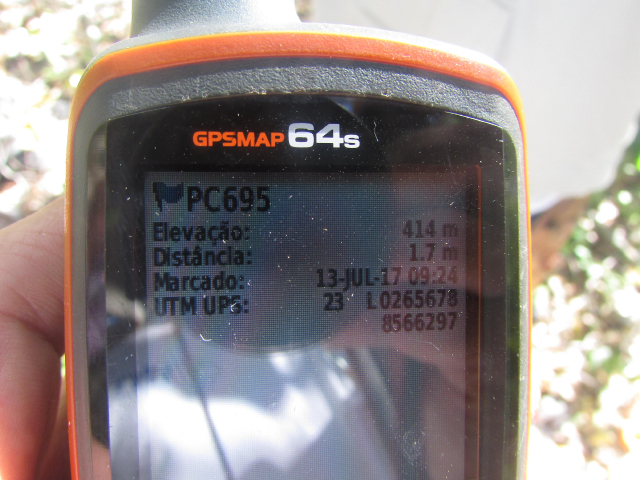 GPSMAP 64s
PC695
Elevação: 414 m
Distância: 1.7 m
Marcado: 13-JUL-17 09:24
UTM UPS: 23 L 0265678
8566297